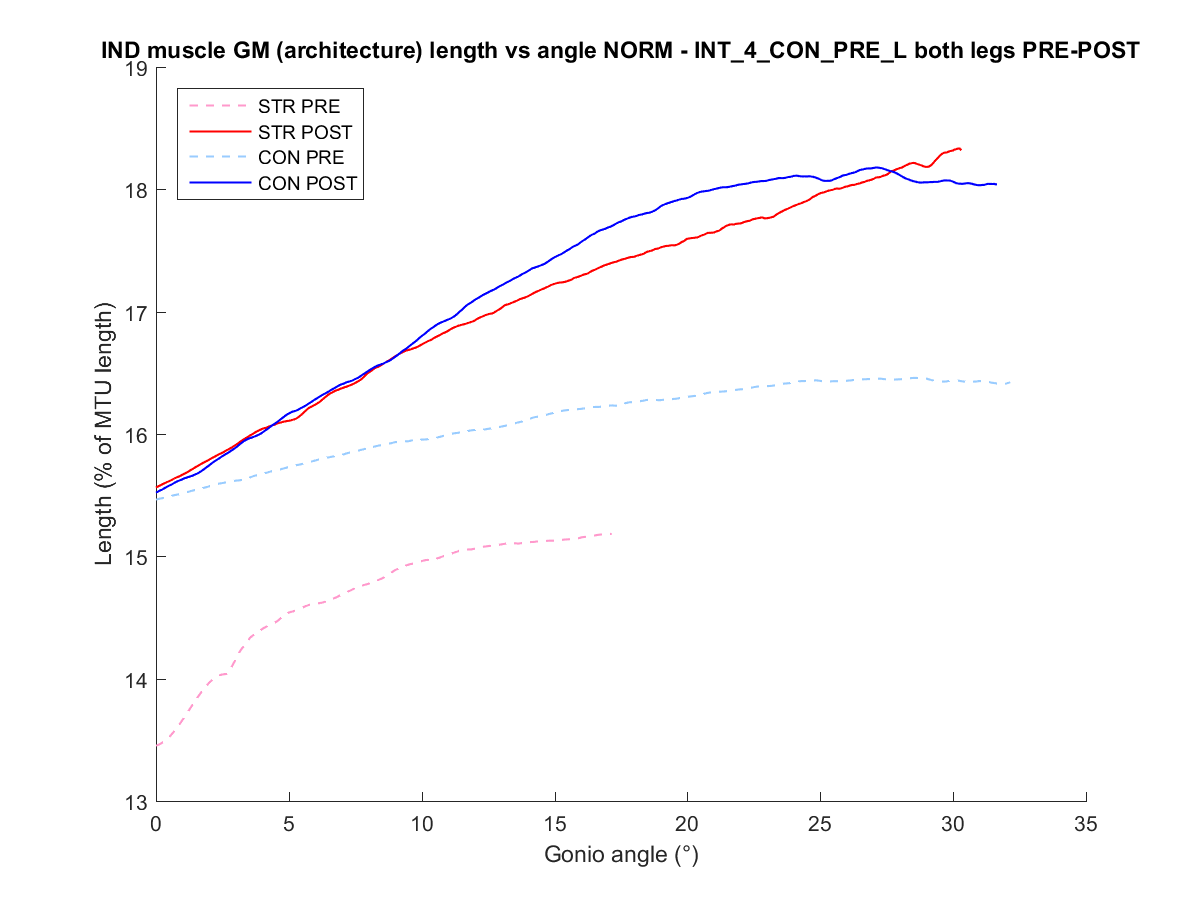 IND muscle GM (architecture) length vs angle NORM - INT_4_CON_PRE_L both legs PRE-POST
19
18
17
16
15
14
13
Length (% of MTU length)
STR PRE
STR POST
CON PRE
CON POST
0
5
10
15
20
25
30
35
Gonio angle (°)